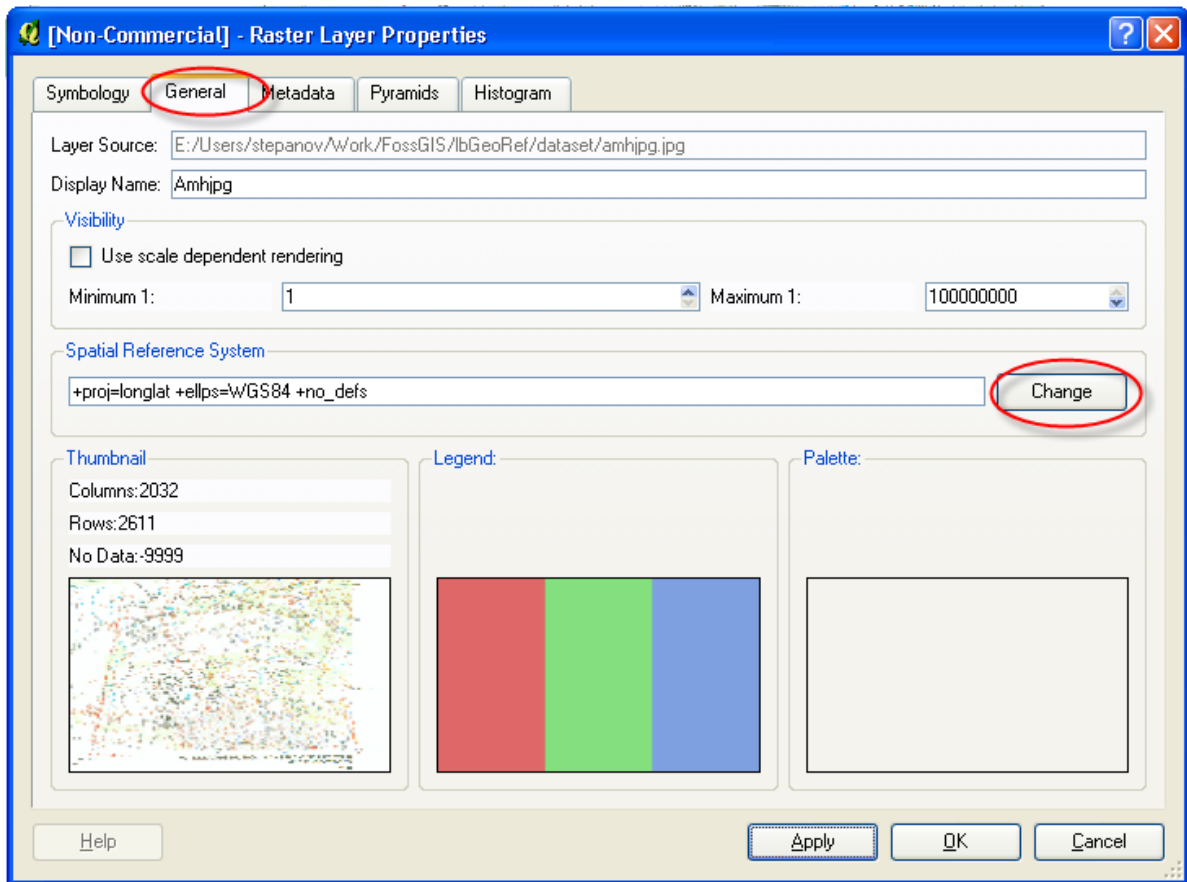 [Non-Commercial] - Raster Layer Properties
Symbology General Metadata Pyramids Histogram
Layer Source: E:/Users/stepanov/Work/FossGIS/lbGeoRef/dataset/amhjpg.jpg
Display Name: Amhjpg
Visibility
Use scale dependent rendering
Minimum 1: 1 Maximum 1: 100000000
Spatial Reference System
+proj=longlat +ellps=WGS84 +no_defs Change
Thumbnail Legend: Palette:
Columns:2032
Rows:2611
No Data:-9999
Help Apply OK Cancel